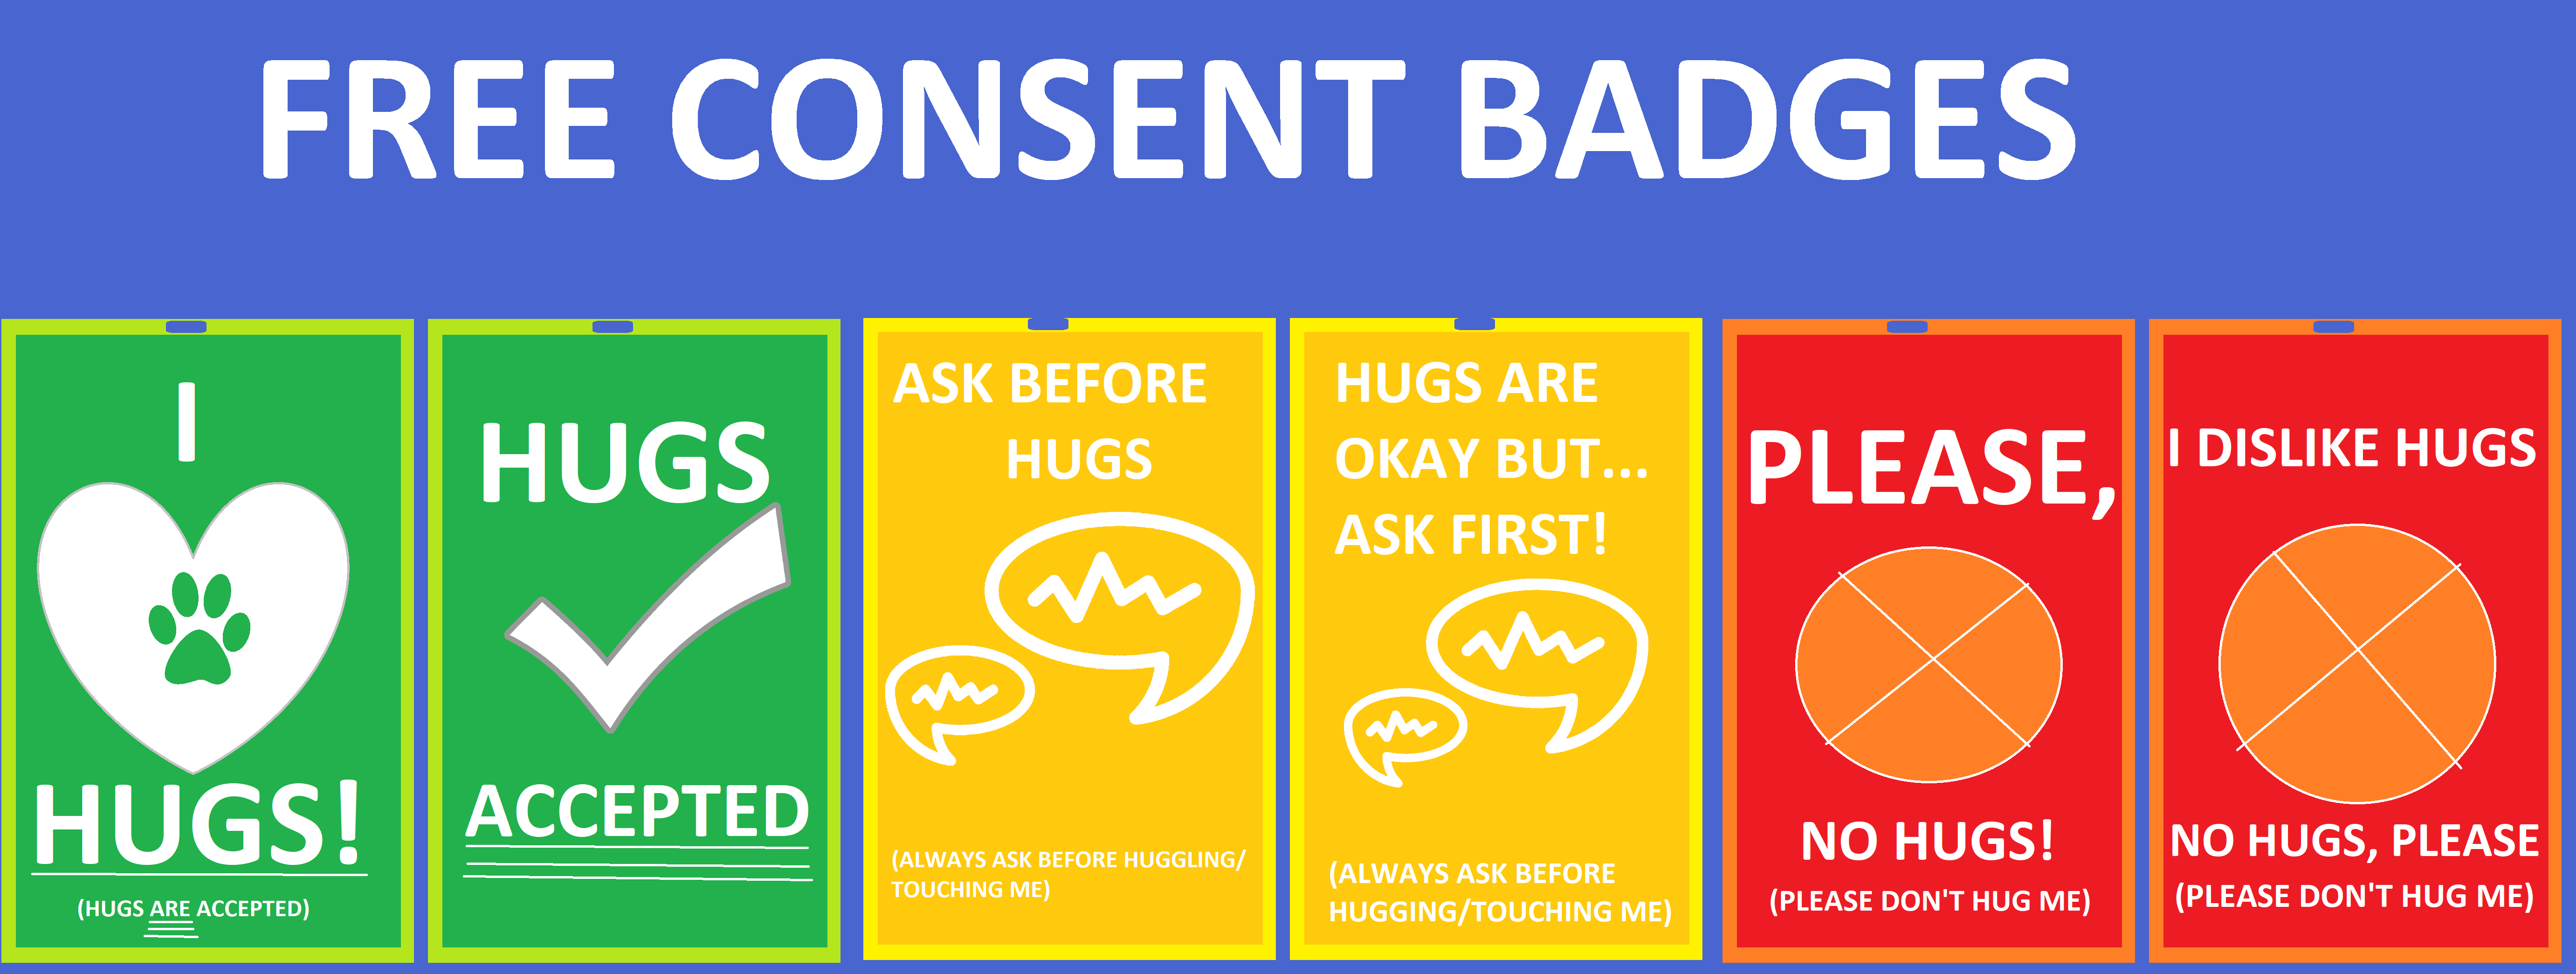 FREE CONSENT BADGES
I
HUGS!
(HUGS ARE ACCEPTED)
HUGS
ACCEPTED
ASK BEFORE
HUGS
(ALWAYS ASK BEFORE HUGGLING/
TOUCHING ME)
HUGS ARE
OKAY BUT...
ASK FIRST!
(ALWAYS ASK BEFORE
HUGGING/TOUCHING ME)
PLEASE,
NO HUGS!
(PLEASE DON'T HUG ME)
I DISLIKE HUGS
NO HUGS, PLEASE
(PLEASE DON'T HUG ME)